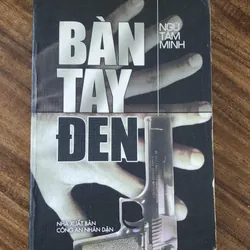 BÀN
TAY
ĐEN
NGŨ
TÂM
MINH
NHÀ XUẤT BẢN
CÔNG AN NHÂN DÂN